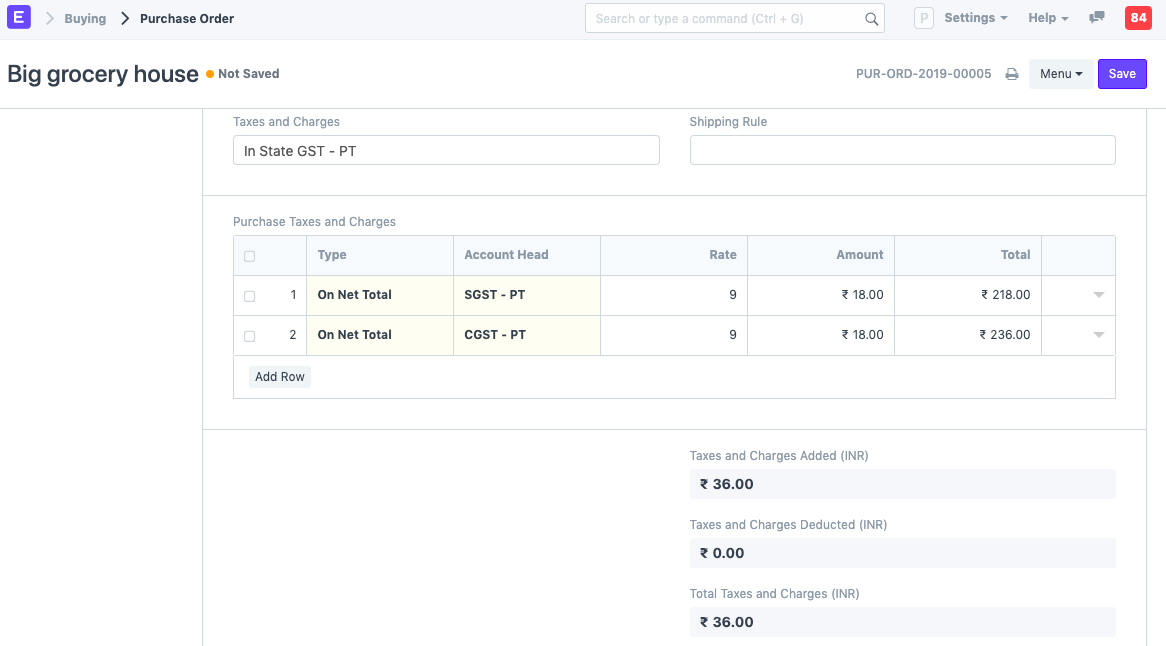 E Buying Purchase Order Search or type a command (Ctrl + G) P Settings Help 84
Big grocery house Not Saved PUR-ORD-2019-00005 Menu Save
Taxes and Charges Shipping Rule
In State GST - PT
Purchase Taxes and Charges
Type Account Head Rate Amount Total
1 On Net Total SGST - PT 9 ₹ 18.00 ₹ 218.00
2 On Net Total CGST - PT 9 ₹ 18.00 ₹ 236.00
Add Row
Taxes and Charges Added (INR)
₹ 36.00
Taxes and Charges Deducted (INR)
₹ 0.00
Total Taxes and Charges (INR)
₹ 36.00